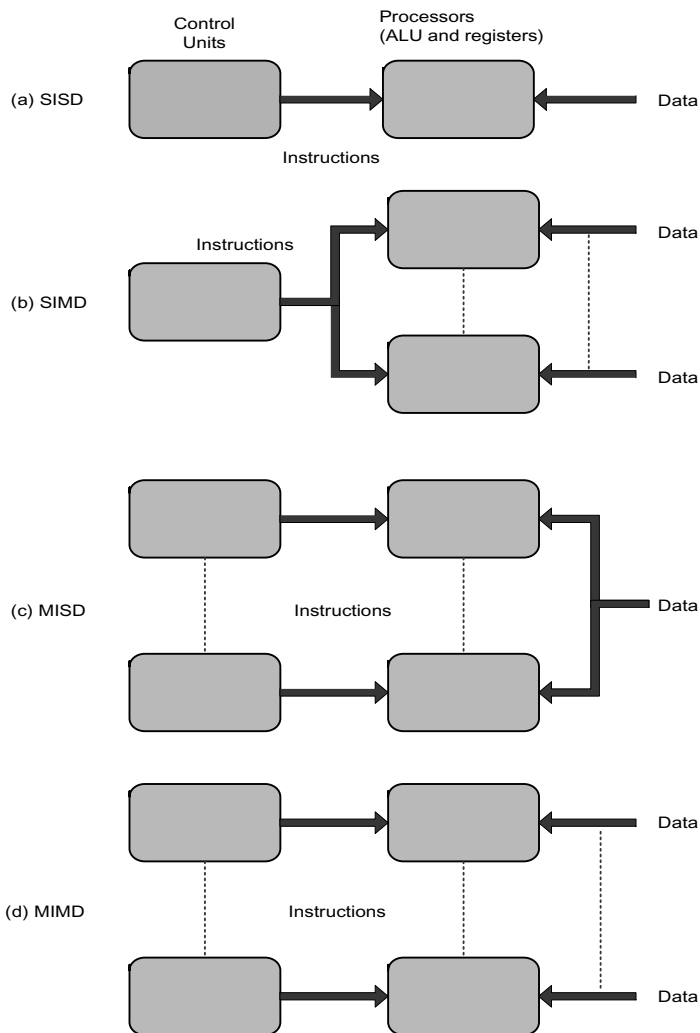 Control
Units
Processors
(ALU and registers)
(a) SISD
Data
Instructions
Data
Instructions
(b) SIMD
Data
(c) MISD
Instructions
Data
Data
(d) MIMD
Instructions
Data